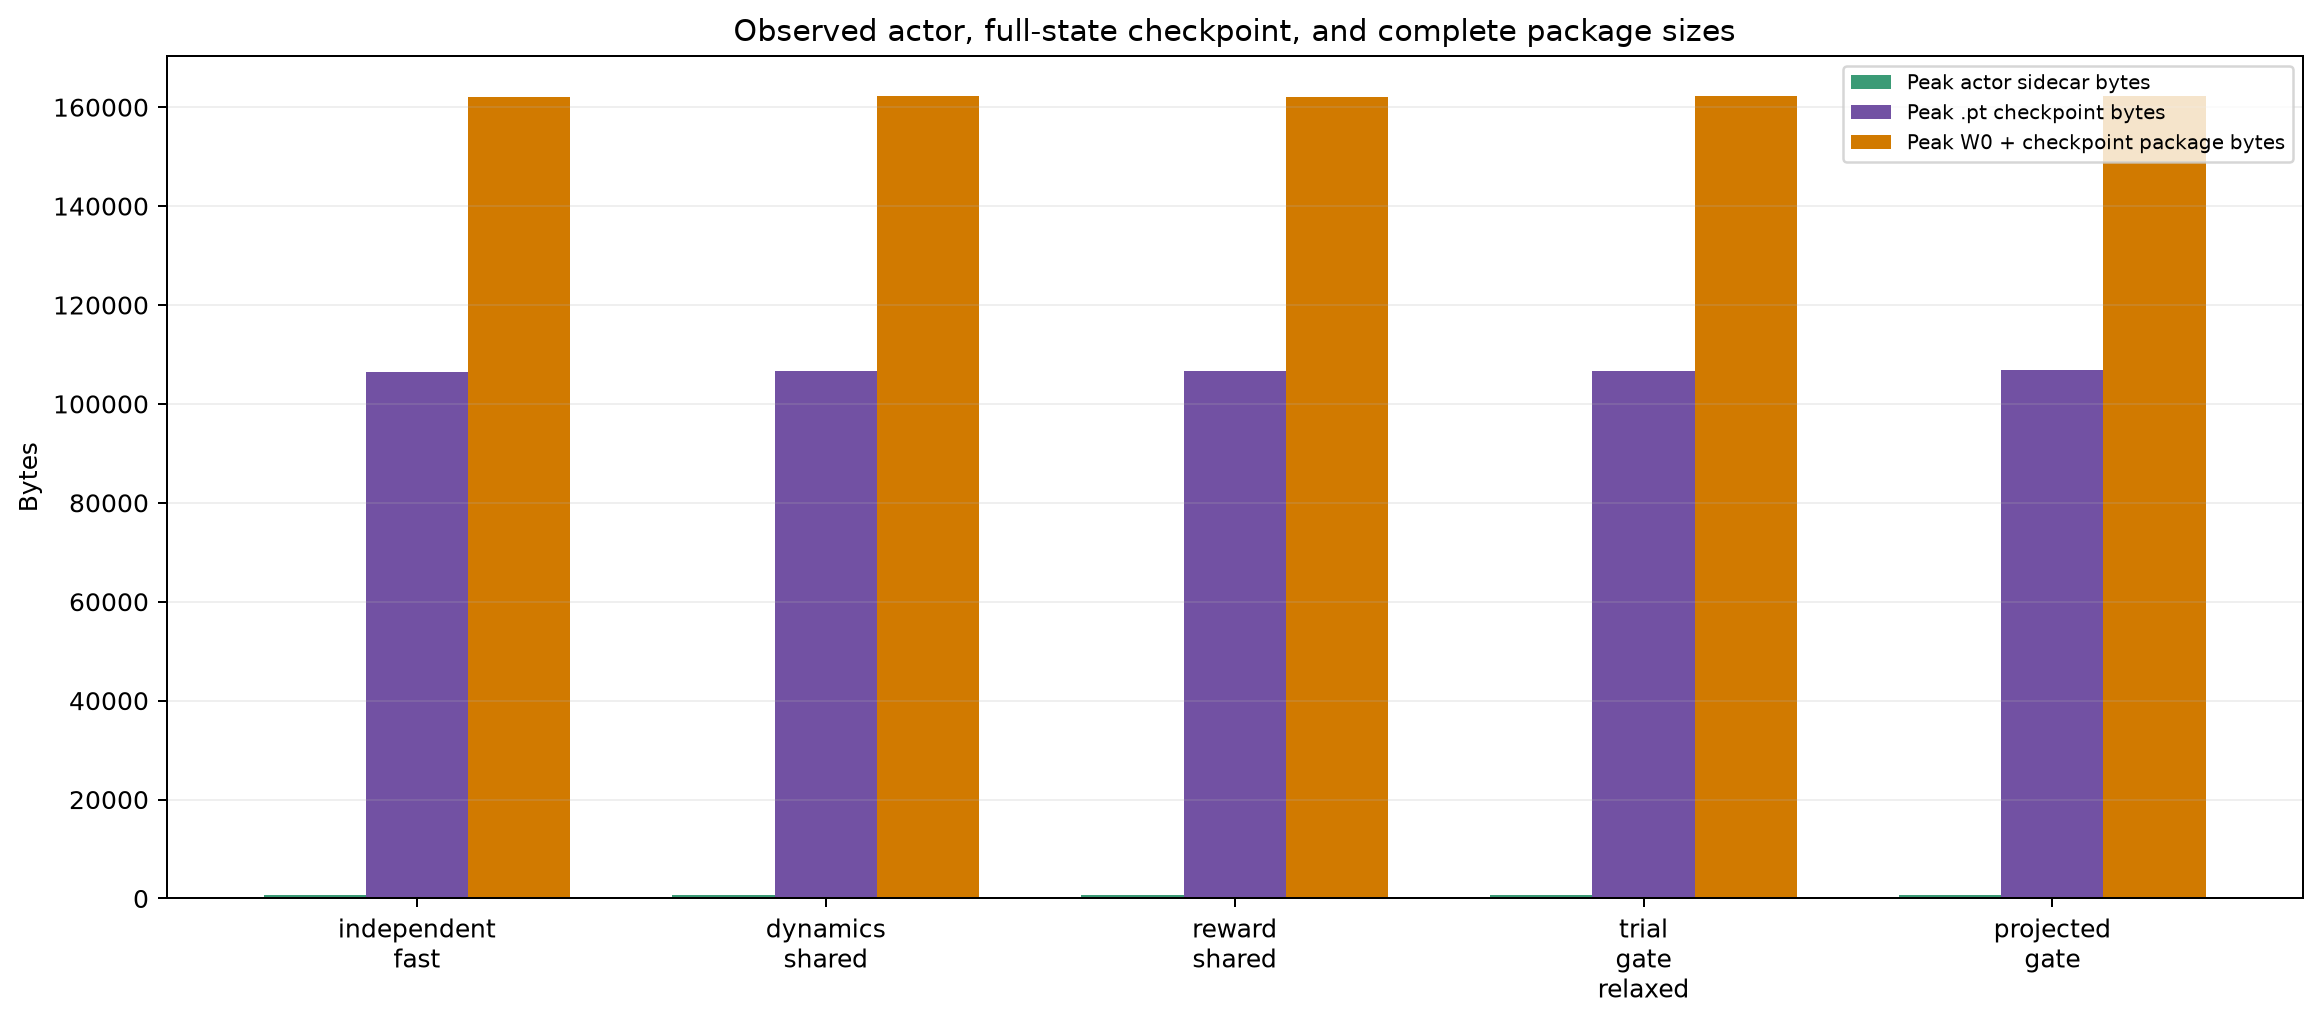 Observed actor, full-state checkpoint, and complete package sizes
Peak actor sidecar bytes
Peak .pt checkpoint bytes
Peak W0 + checkpoint package bytes
Bytes
160000
140000
120000
100000
80000
60000
40000
20000
0
independent
fast
dynamics
shared
reward
shared
trial
gate
relaxed
projected
gate